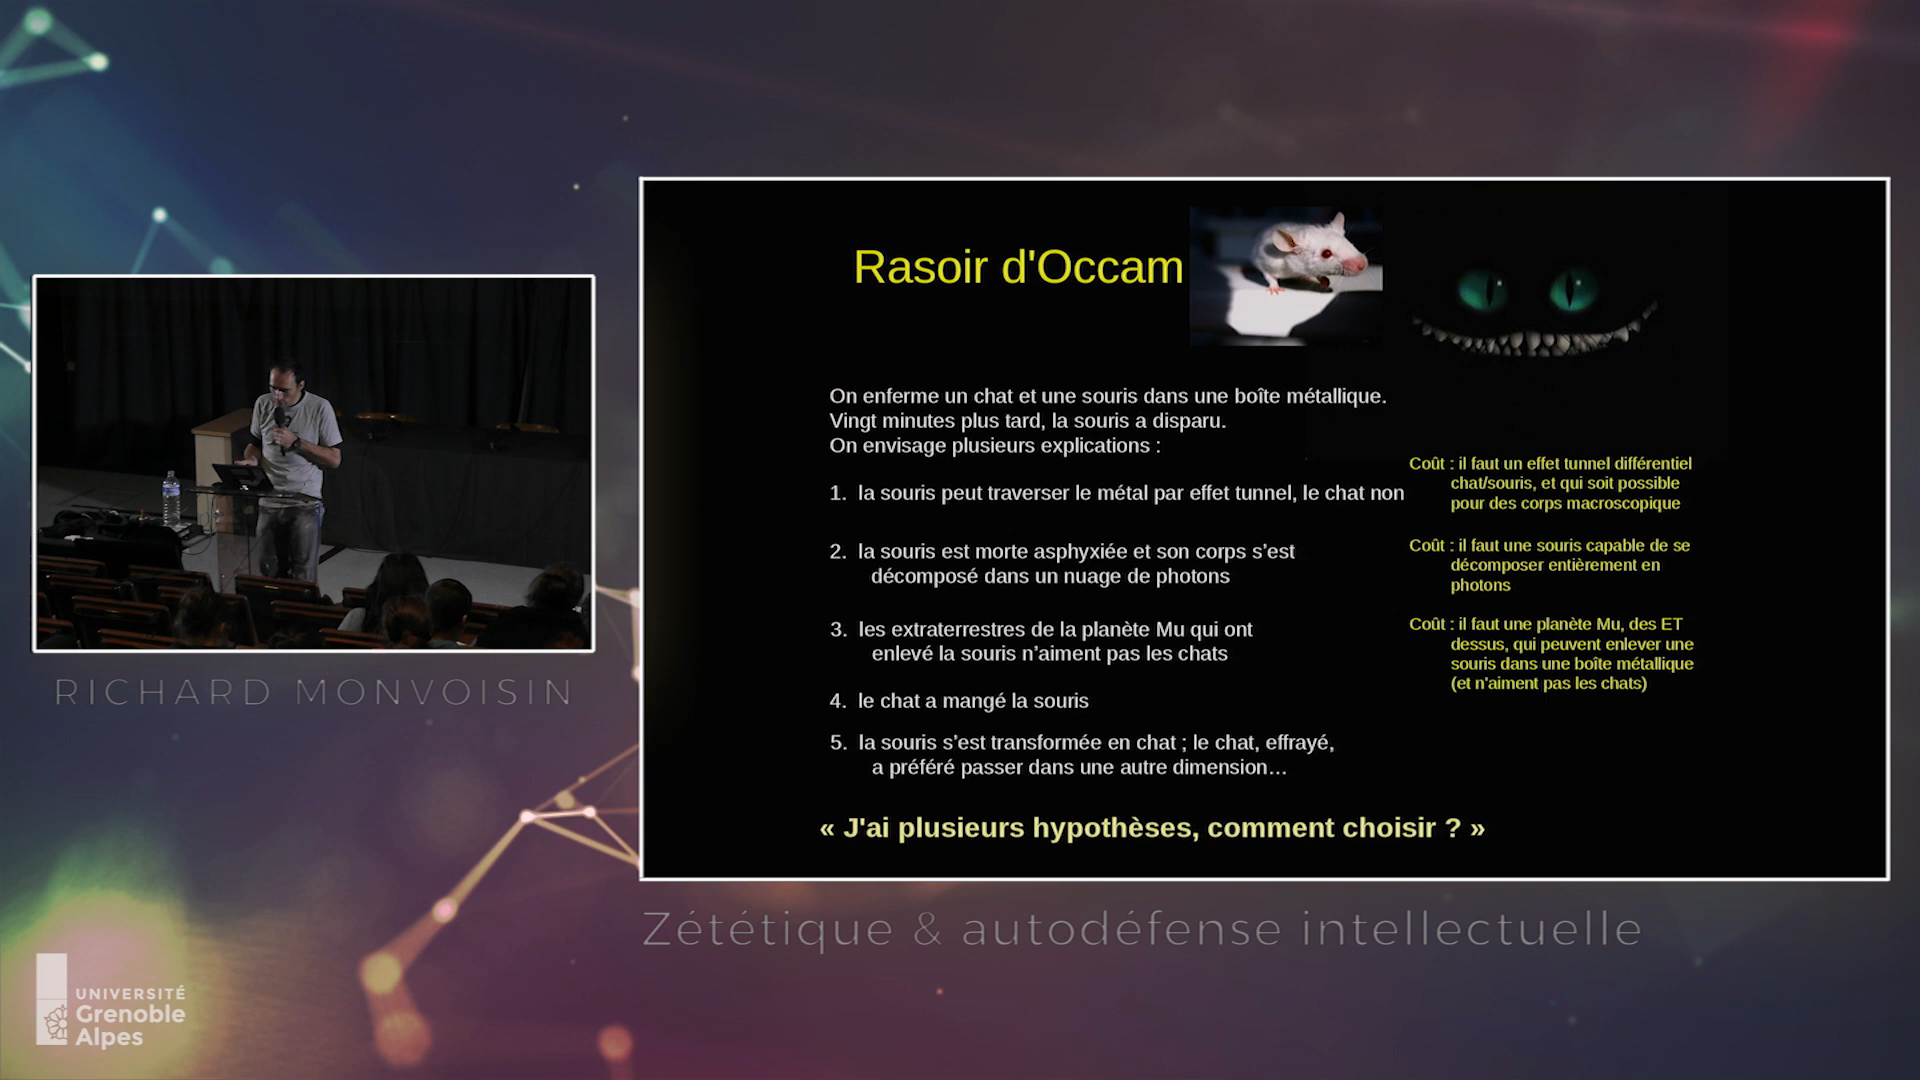 Rasoir d'Occam
On enferme un chat et une souris dans une boîte métallique.
Vingt minutes plus tard, la souris a disparu.
On envisage plusieurs explications :
1. la souris peut traverser le métal par effet tunnel, le chat non
Coût : il faut un effet tunnel différentiel
chat/souris, et qui soit possible
pour des corps macroscopique
2. la souris est morte asphyxiée et son corps s’est
décomposé dans un nuage de photons
Coût : il faut une souris capable de se
décomposer entièrement en
photons
3. les extraterrestres de la planète Mu qui ont
enlevé la souris n’aiment pas les chats
Coût : il faut une planète Mu, des ET
dessus, qui peuvent enlever une
souris dans une boîte métallique
(et n'aiment pas les chats)
4. le chat a mangé la souris
5. la souris s’est transformée en chat ; le chat, effrayé,
a préféré passer dans une autre dimension…
« J'ai plusieurs hypothèses, comment choisir ? »
RICHARD MONVOISIN
Zététique & autodéfense intellectuelle
UNIVERSITÉ
Grenoble
Alpes